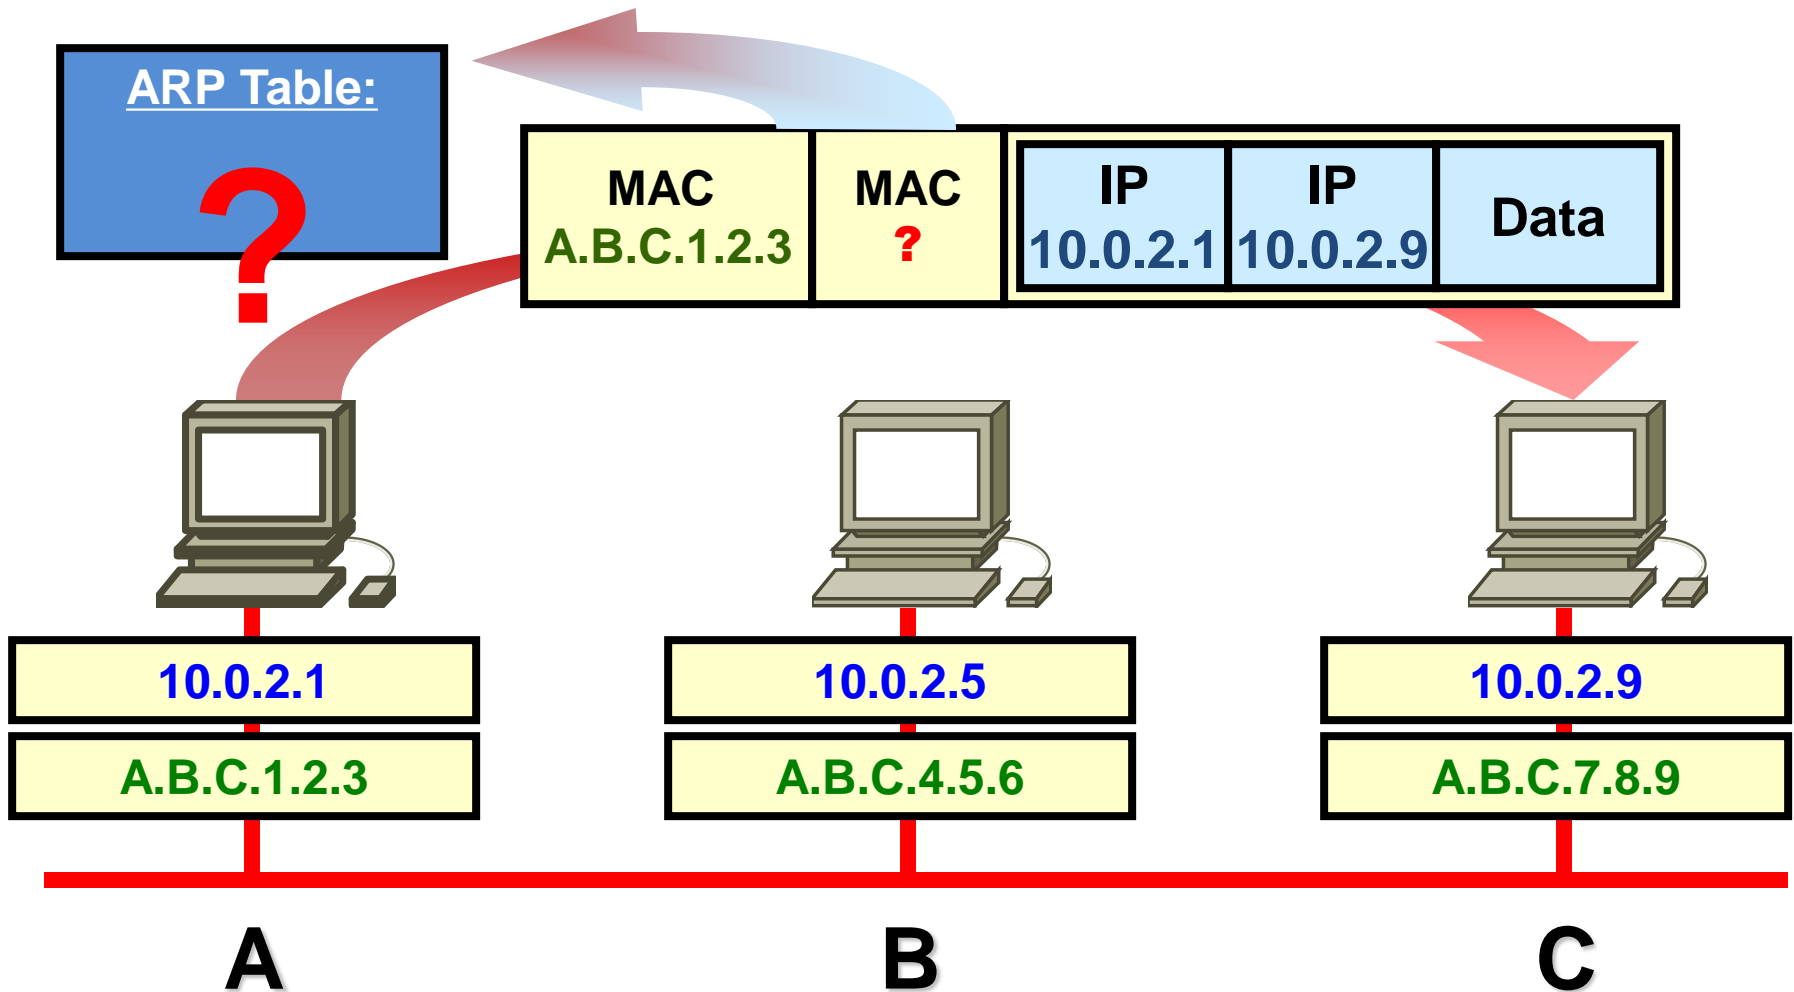 ARP Table:
?
MAC
A.B.C.1.2.3
MAC
?
IP
10.0.2.1
IP
10.0.2.9
Data
10.0.2.1
A.B.C.1.2.3
10.0.2.5
A.B.C.4.5.6
10.0.2.9
A.B.C.7.8.9
A
B
C